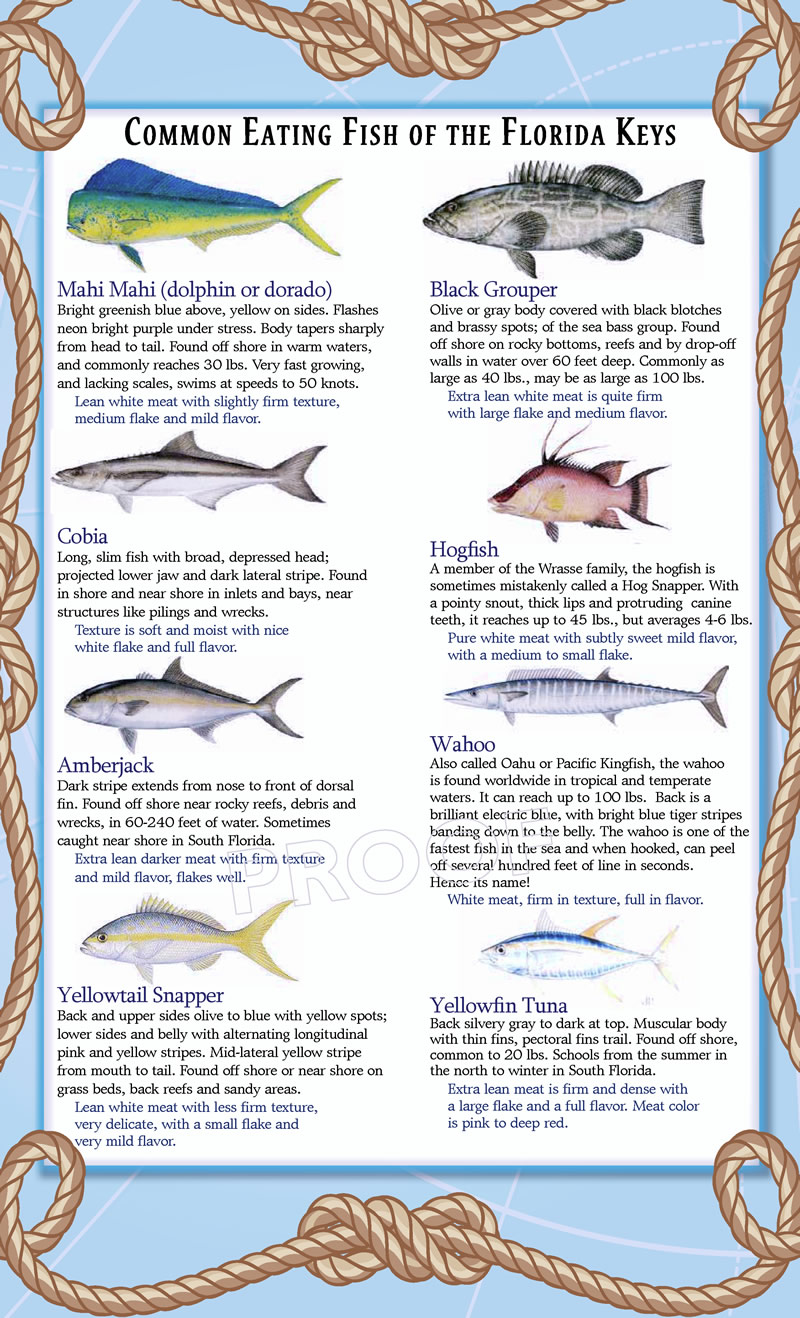 COMMON EATING FISH OF THE FLORIDA KEYS
Mahi Mahi (dolphin or dorado)
Bright greenish blue above, yellow on sides. Flashes
neon bright purple under stress. Body tapers sharply
from head to tail. Found off shore in warm waters,
and commonly reaches 30 lbs. Very fast growing,
and lacking scales, swims at speeds to 50 knots.
Lean white meat with slightly firm texture,
medium flake and mild flavor.
Cobia
Long, slim fish with broad, depressed head;
projected lower jaw and dark lateral stripe. Found
in shore and near shore in inlets and bays, near
structures like pilings and wrecks.
Texture is soft and moist with nice
white flake and full flavor.
Amberjack
Dark stripe extends from nose to front of dorsal
fin. Found off shore near rocky reefs, debris and
wrecks, in 60-240 feet of water. Sometimes
caught near shore in South Florida.
Extra lean darker meat with firm texture
and mild flavor, flakes well.
Yellowtail Snapper
Back and upper sides olive to blue with yellow spots;
lower sides and belly with alternating longitudinal
pink and yellow stripes. Mid-lateral yellow stripe
from mouth to tail. Found off shore or near shore on
grass beds, back reefs and sandy areas.
Lean white meat with less firm texture,
very delicate, with a small flake and
very mild flavor.
Black Grouper
Olive or gray body covered with black blotches
and brassy spots; of the sea bass group. Found
off shore on rocky bottoms, reefs and by drop-off
walls in water over 60 feet deep. Commonly as
large as 40 lbs., may be as large as 100 lbs.
Extra lean white meat is quite firm
with large flake and medium flavor.
Hogfish
A member of the Wrasse family, the hogfish is
sometimes mistakenly called a Hog Snapper. With
a pointy snout, thick lips and protruding canine
teeth, it reaches up to 45 lbs., but averages 4-6 lbs.
Pure white meat with subtly sweet mild flavor,
with a medium to small flake.
Wahoo
Also called Oahu or Pacific Kingfish, the wahoo
is found worldwide in tropical and temperate
waters. It can reach up to 100 lbs. Back is a
brilliant electric blue, with bright blue tiger stripes
banding down to the belly. The wahoo is one of the
fastest fish in the sea and when hooked, can peel
off several hundred feet of line in seconds.
Hence its name!
White meat, firm in texture, full in flavor.
Yellowfin Tuna
Back silvery gray to dark at top. Muscular body
with thin fins, pectoral fins trail. Found off shore,
common to 20 lbs. Schools from the summer in
the north to winter in South Florida.
Extra lean meat is firm and dense with
a large flake and a full flavor. Meat color
is pink to deep red.
PROOF